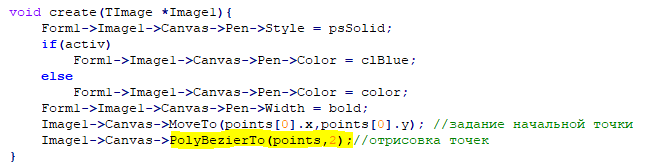 void create(TImage *Image1){
    Form1->Image1->Canvas->Pen->Style = psSolid;
    if(activ)
        Form1->Image1->Canvas->Pen->Color = clBlue;
    else
        Form1->Image1->Canvas->Pen->Color = color;
    Form1->Image1->Canvas->Pen->Width = bold;
    Image1->Canvas->MoveTo(points[0].x,points[0].y); //задание начальной точки
    Image1->Canvas->PolyBezierTo(points,2);//отрисовка точек
}